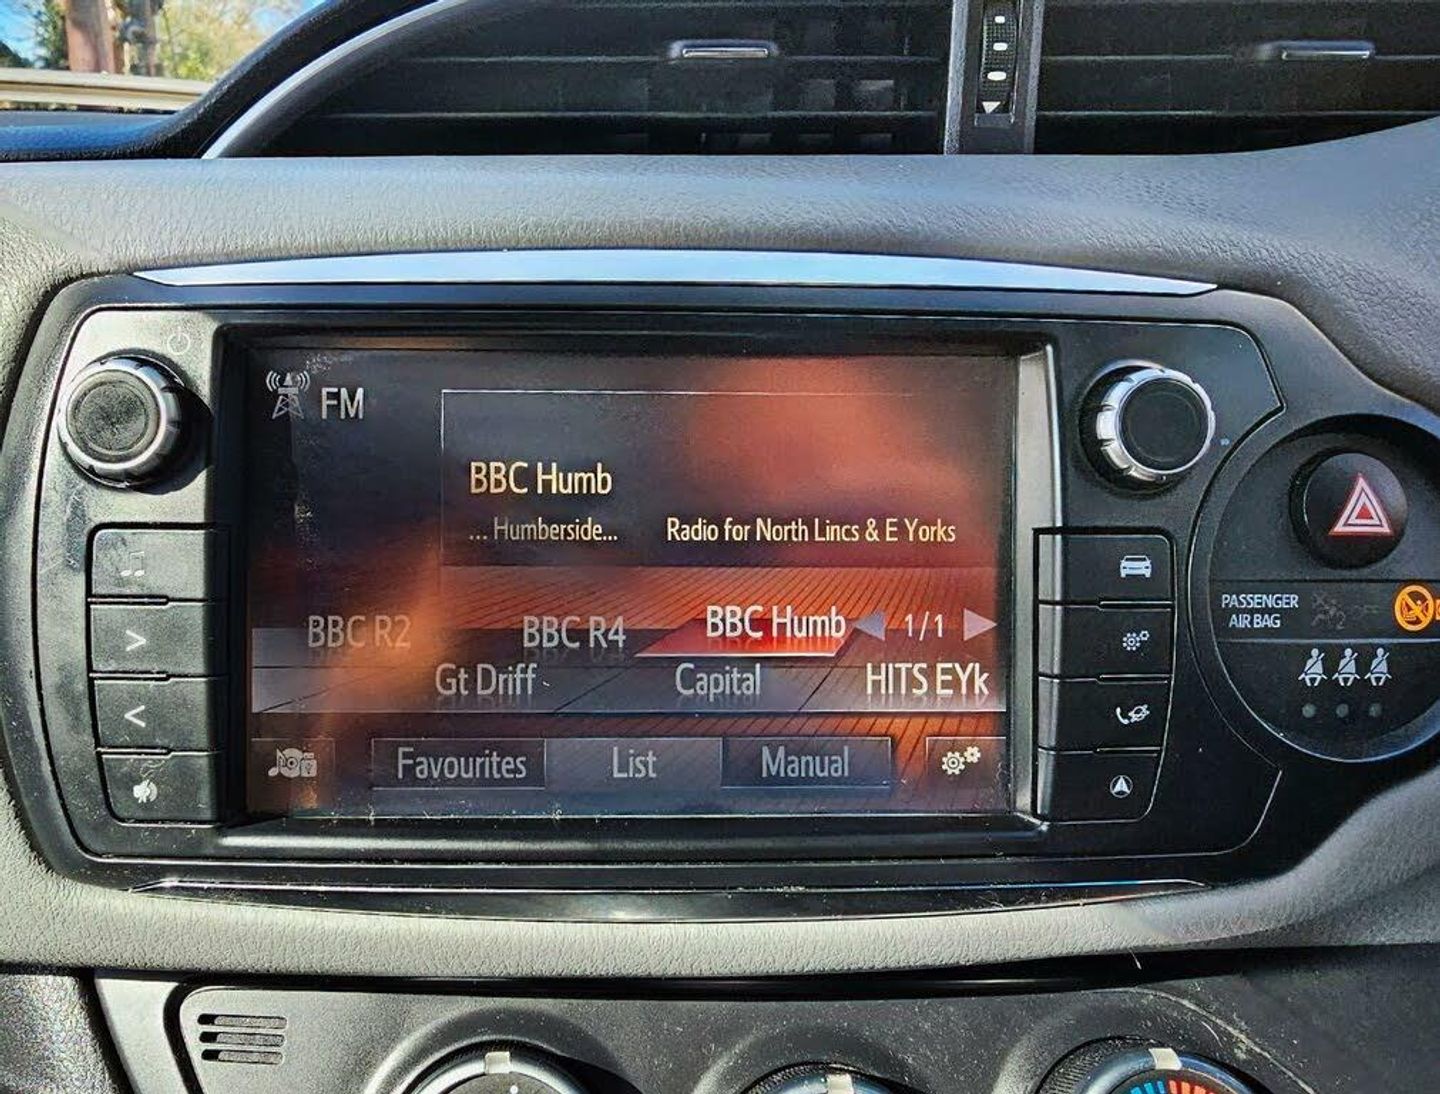 FM
BBC Humb
... Humberside... Radio for North Lincs & E Yorks
BBC R2 BBC R4 BBC Humb 1/1
Gt Driff Capital HITS EYk
Favourites List Manual
PASSENGER
AIR BAG